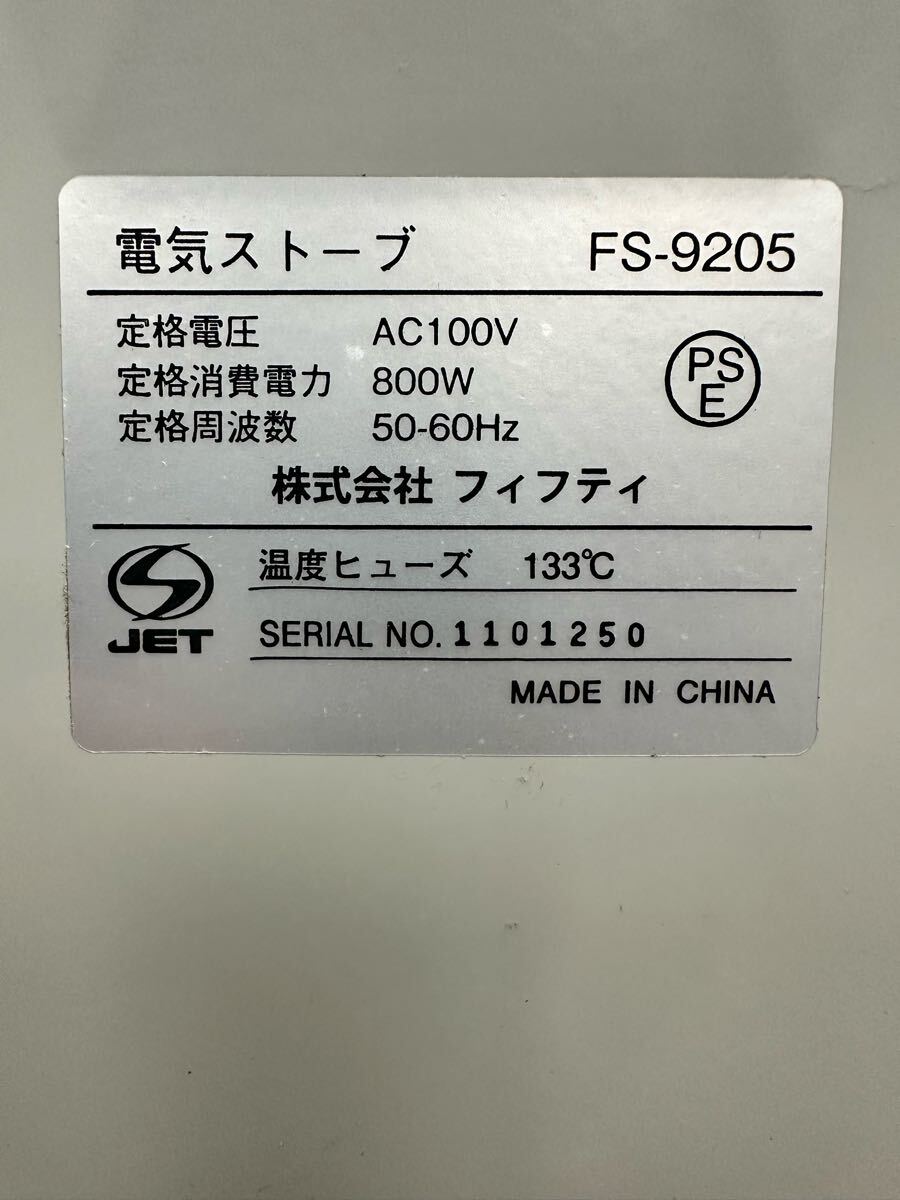 電気ストーブ FS-9205
定格電圧 AC100V
定格消費電力 800W
定格周波数 50-60Hz
PS
E
株式会社 フィフティ
温度ヒューズ 133℃
JET
SERIAL NO. 1101250
MADE IN CHINA